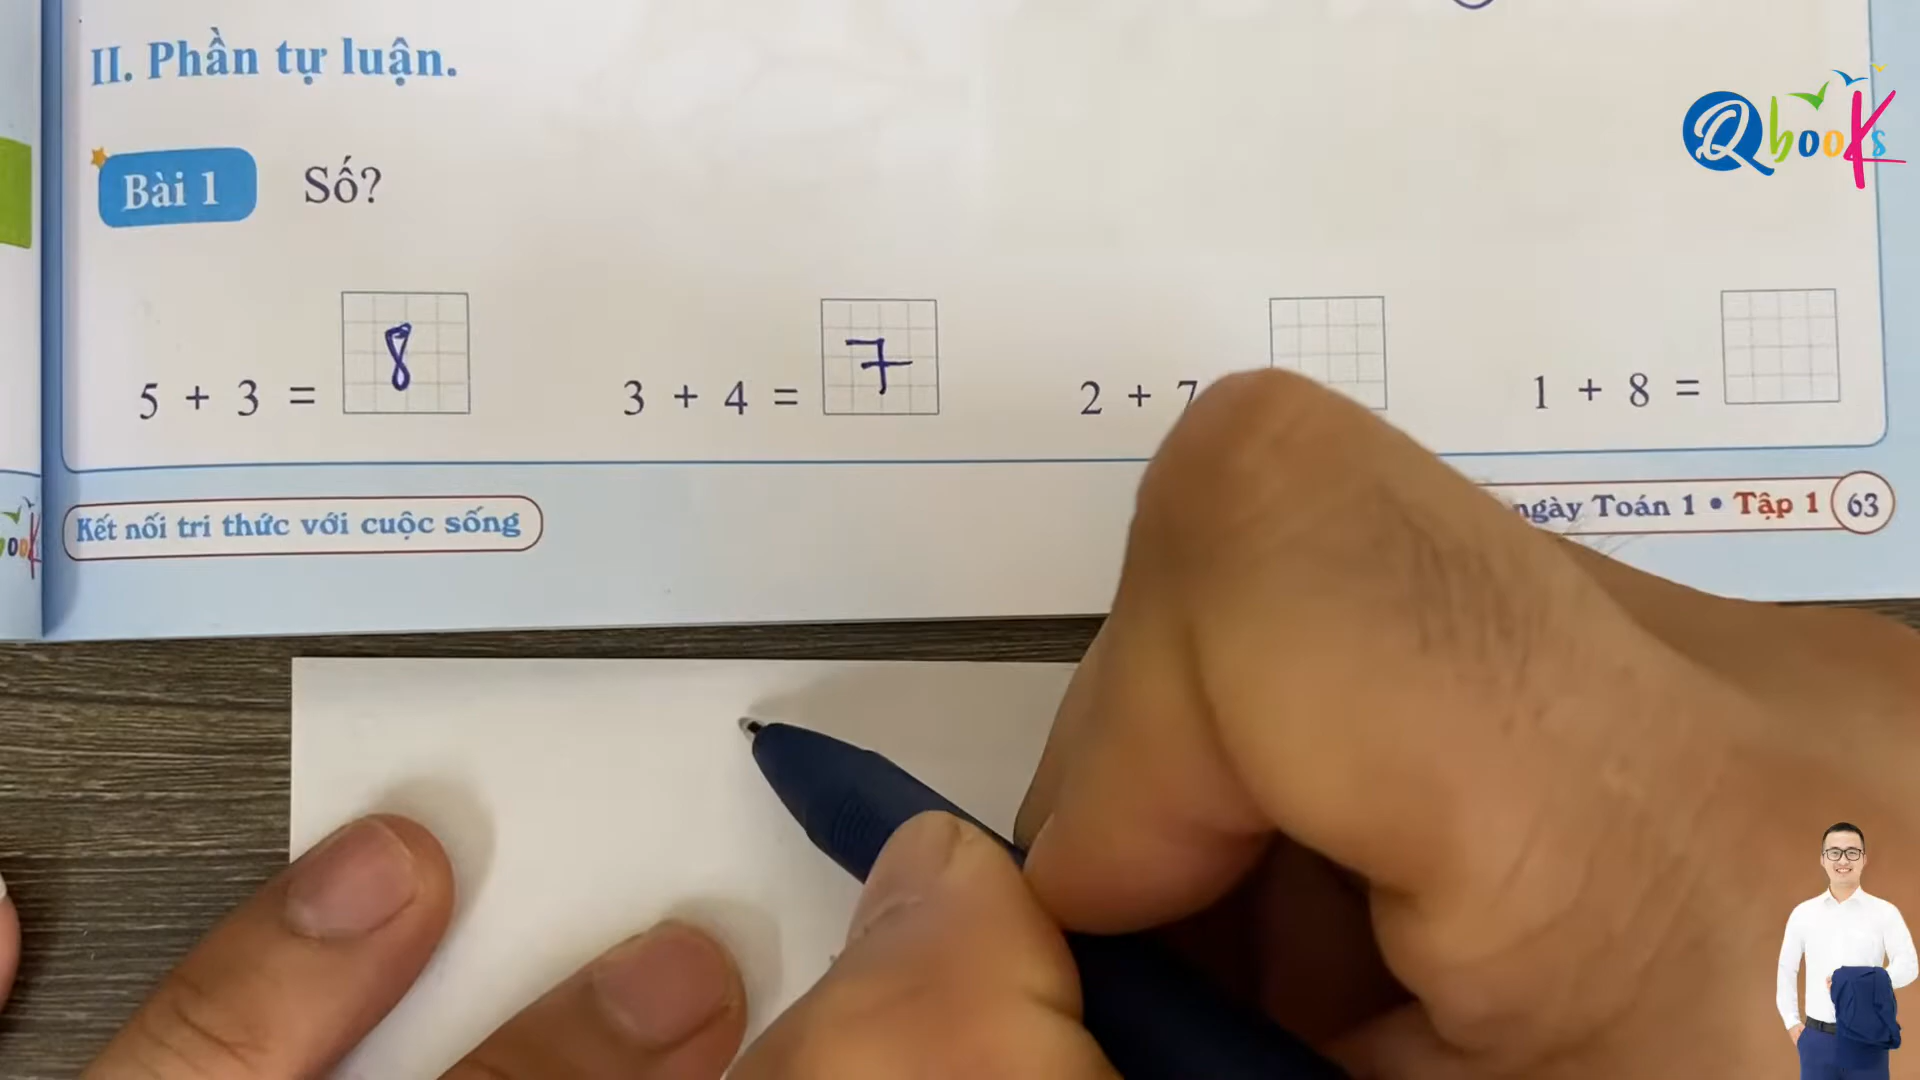 II. Phần tự luận.
Qbooks
Bài 1 Số?
5 + 3 = 8 3 + 4 = 7 2 + 7 1 + 8 =
Kết nối tri thức với cuộc sống
ngày Toán 1 • Tập 1 63